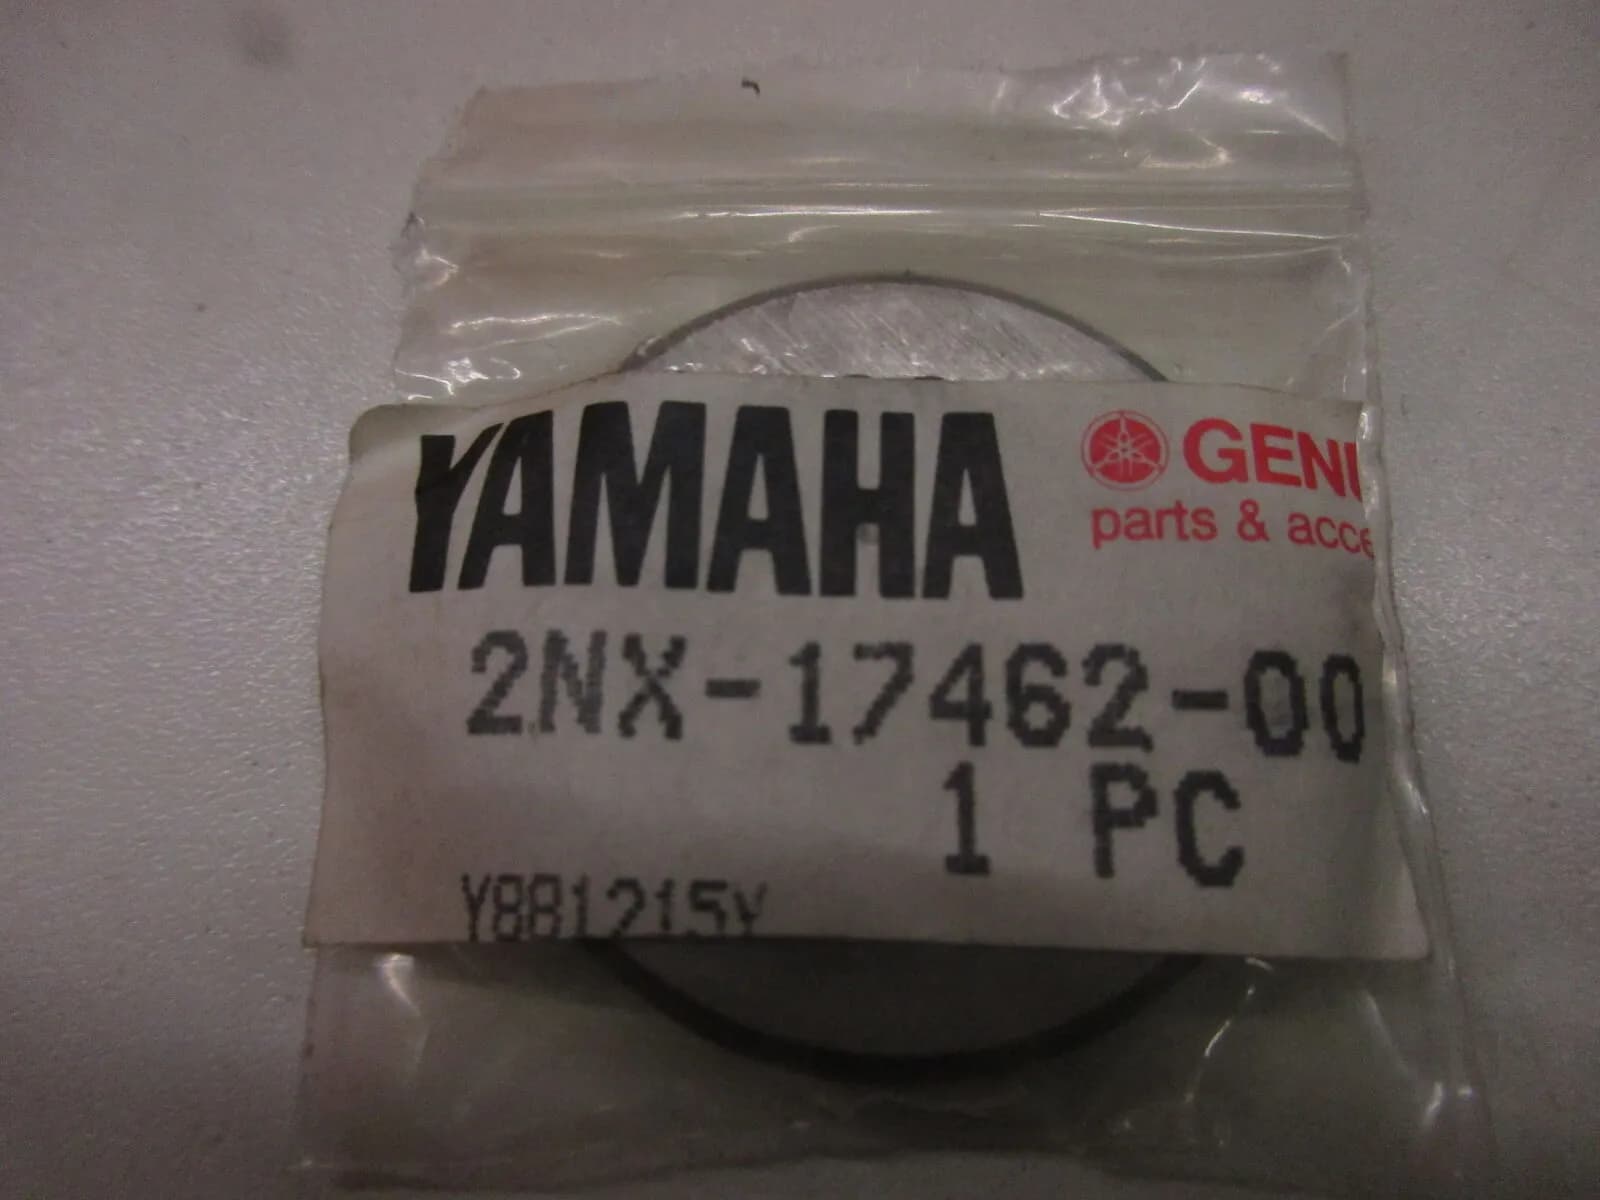 YAMAHA
GENU
parts & acce
2NX-17462-00
1 PC
Y881215Y